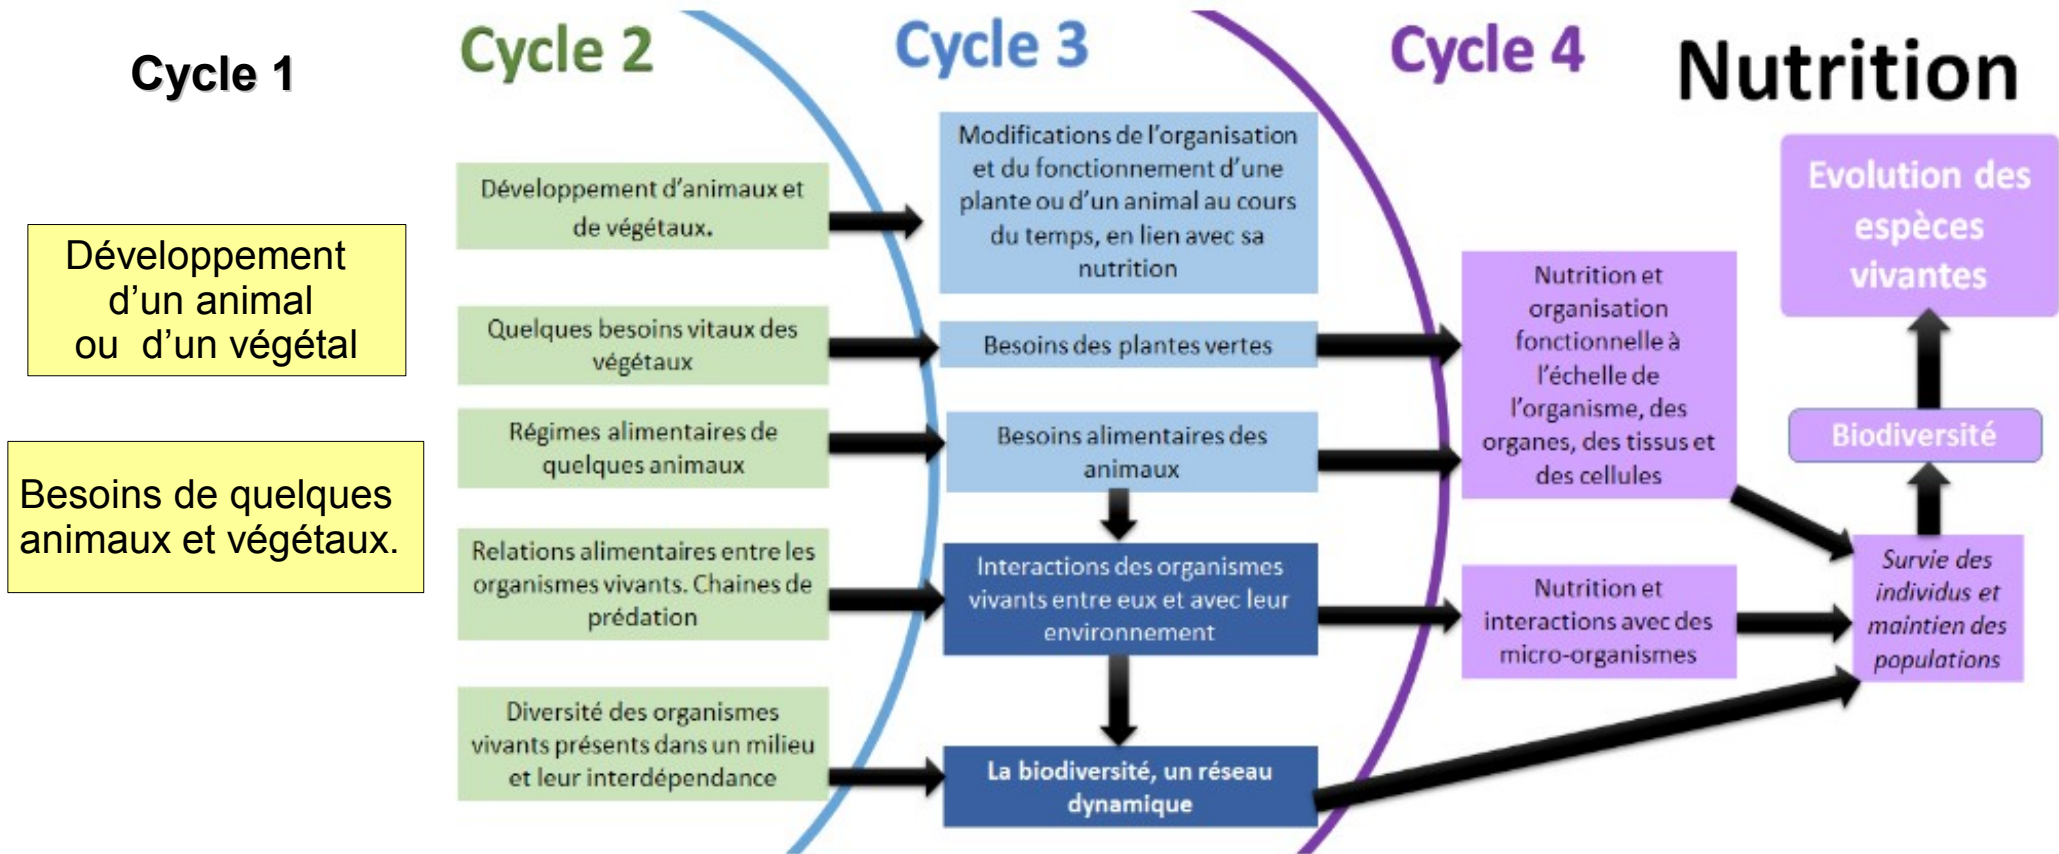 Cycle 1
Développement
d'un animal
ou d'un végétal
Besoins de quelques
animaux et végétaux.
Cycle 2
Développement d'animaux et
de végétaux.
Quelques besoins vitaux des
végétaux
Régimes alimentaires de
quelques animaux
Relations alimentaires entre les
organismes vivants. Chaines de
prédation
Diversité des organismes
vivants présents dans un milieu
et leur interdépendance
Cycle 3
Modifications de l'organisation
et du fonctionnement d'une
plante ou d'un animal au cours
du temps, en lien avec sa
nutrition
Besoins des plantes vertes
Besoins alimentaires des
animaux
Interactions des organismes
vivants entre eux et avec leur
environnement
La biodiversité, un réseau
dynamique
Cycle 4
Nutrition et
organisation
fonctionnelle à
l'échelle de
l'organisme, des
organes, des tissus et
des cellules
Nutrition et
interactions avec des
micro-organismes
Nutrition
Evolution des
espèces
vivantes
Biodiversité
Survie des
individus et
maintien des
populations